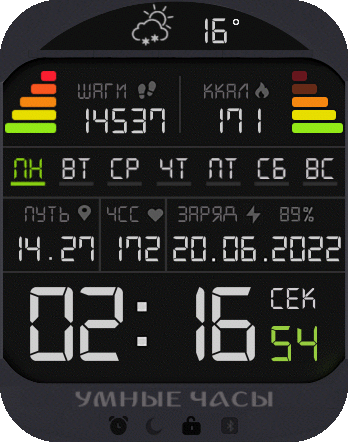 16°
ШАГИ ККАЛ
14537 171
ПН ВТ СР ЧТ ПТ СБ ВС
ПУТЬ ЧСС ЗАРЯД 89%
14.27 172 20.06.2022
02:16 СЕК 54
УМНЫЕ ЧАСЫ